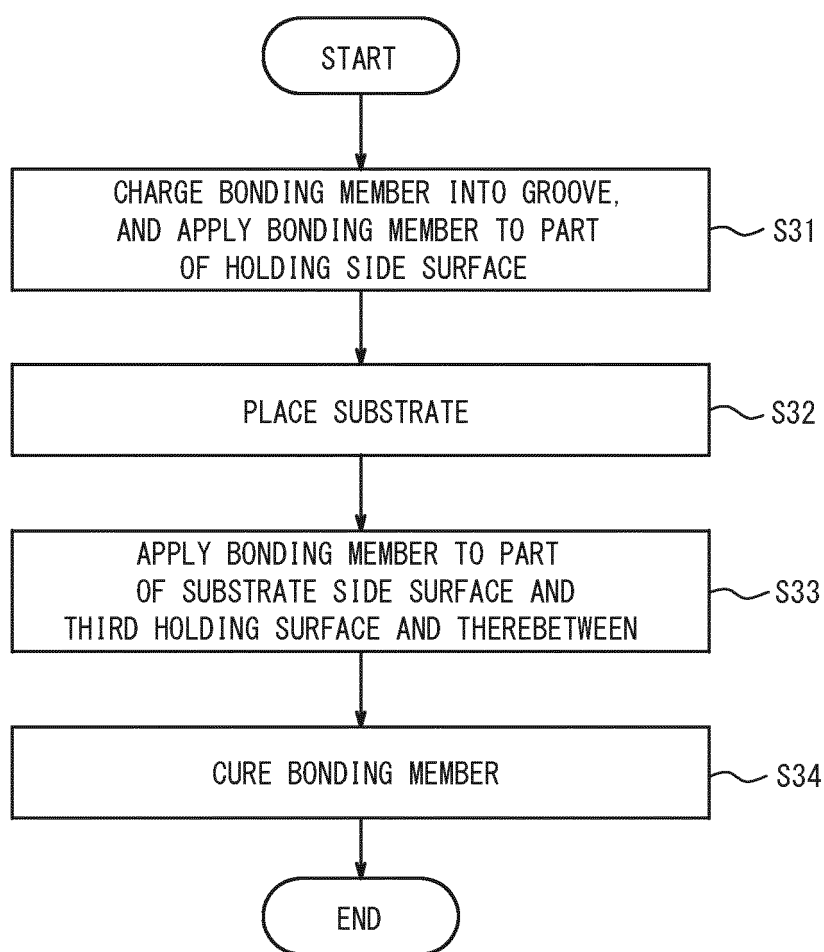 START
CHARGE BONDING MEMBER INTO GROOVE,
AND APPLY BONDING MEMBER TO PART
OF HOLDING SIDE SURFACE
S31
PLACE SUBSTRATE
S32
APPLY BONDING MEMBER TO PART
OF SUBSTRATE SIDE SURFACE AND
THIRD HOLDING SURFACE AND THEREBETWEEN
S33
CURE BONDING MEMBER
S34
END